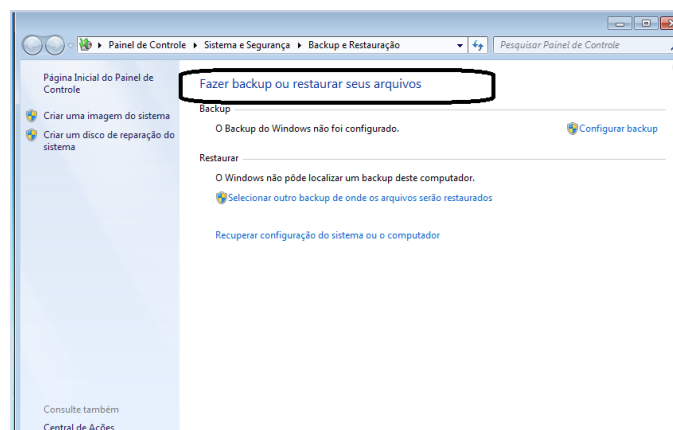 Painel de Controle ▸ Sistema e Segurança ▸ Backup e Restauração
Pesquisar Painel de Controle
Página Inicial do Painel de
Controle
Criar uma imagem do sistema
Criar um disco de reparação do
sistema
Fazer backup ou restaurar seus arquivos
Backup
O Backup do Windows não foi configurado.
Configurar backup
Restaurar
O Windows não pôde localizar um backup deste computador.
Selecionar outro backup de onde os arquivos serão restaurados
Recuperar configuração do sistema ou o computador
Consulte também
Central de Ações